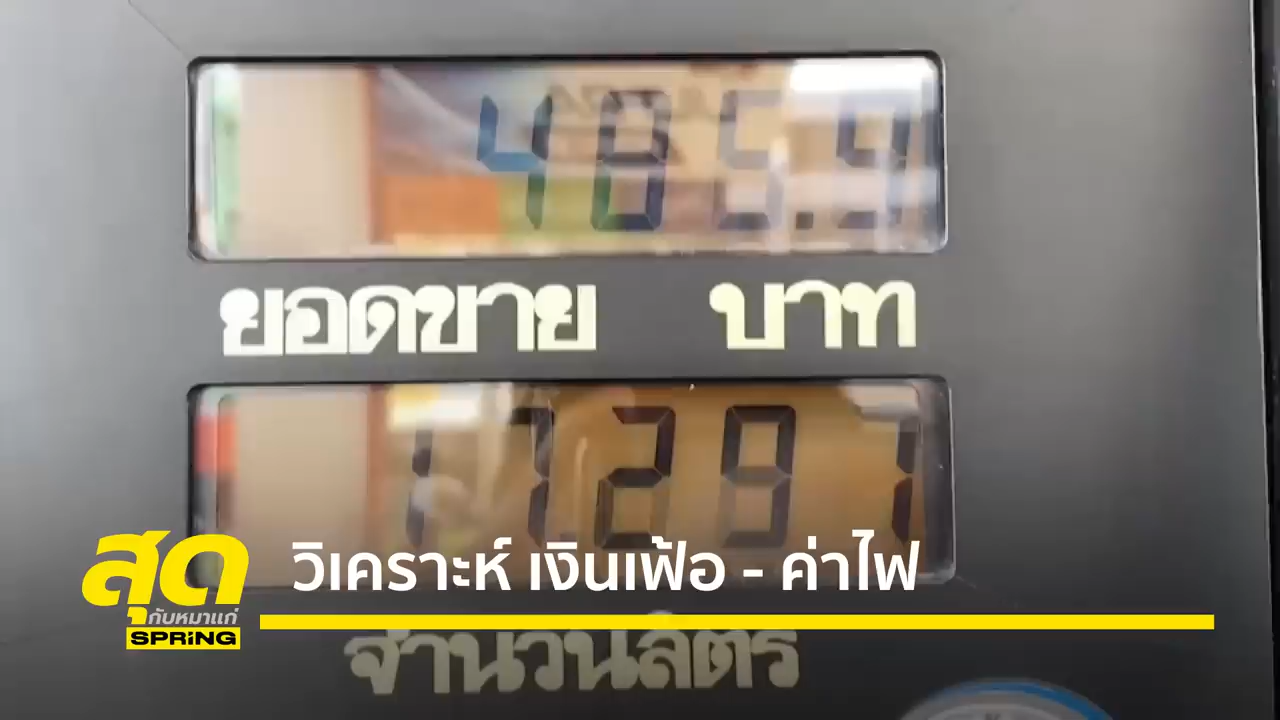 485.9
ยอดขาย บาท
17.281
จำนวนลิตร
สุด
กับหมาแก่
SPRiNG
วิเคราะห์ เงินเฟ้อ - ค่าไฟ